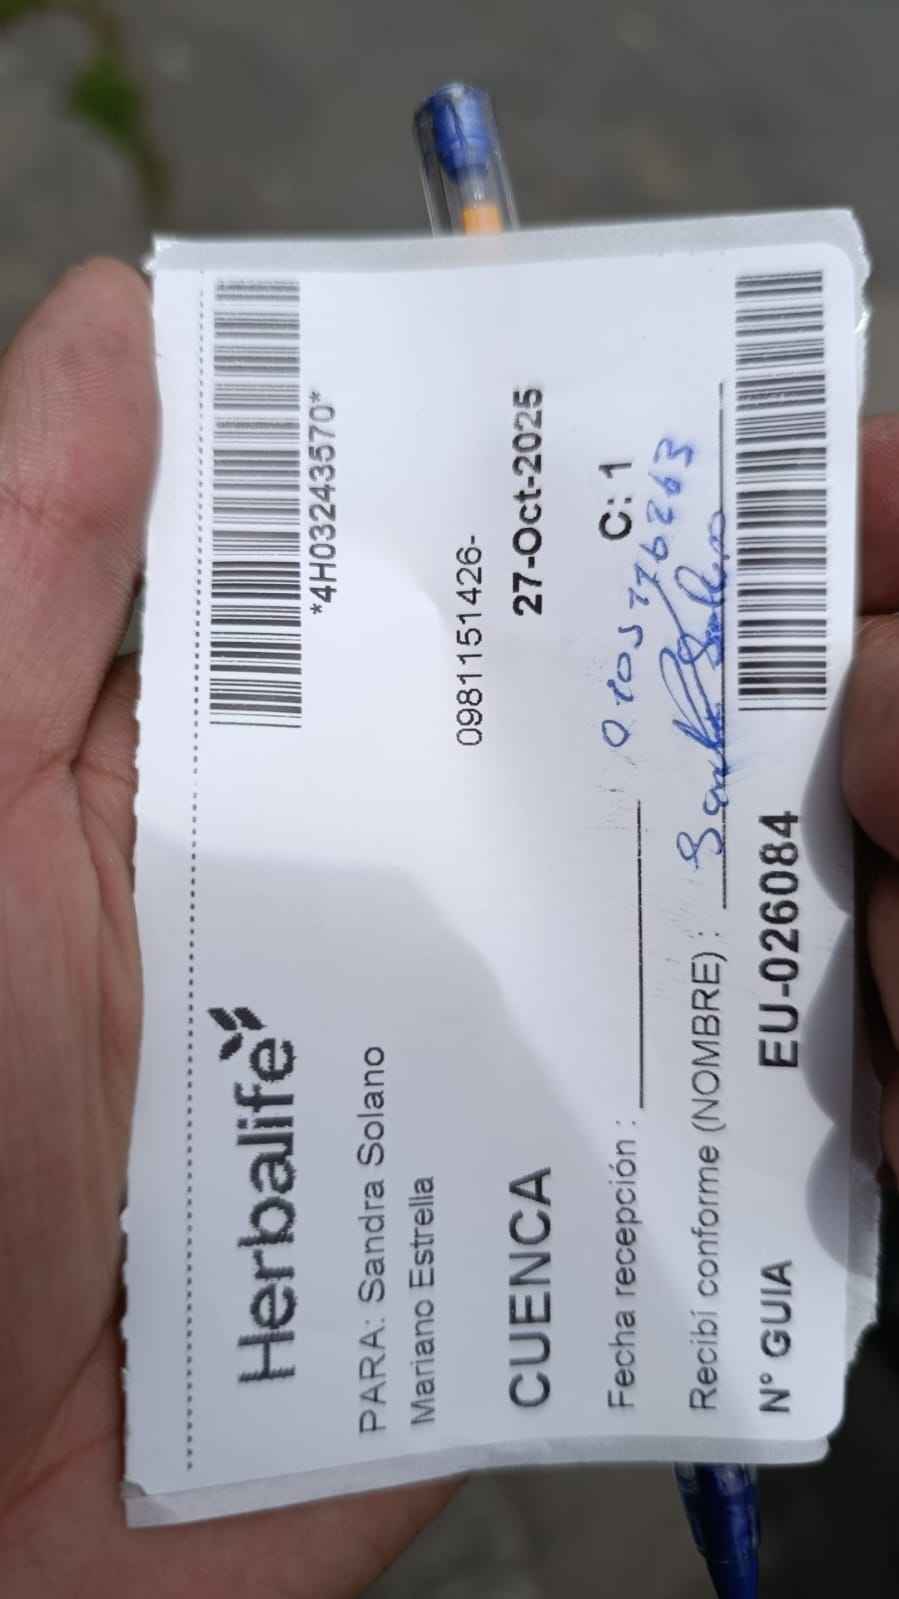 Herbalife
*4H03243570*
PARA: Sandra Solano
Mariano Estrella
0981151426-
CUENCA
27-Oct-2025
C: 1
Fecha recepción :
Recibí conforme (NOMBRE) :
N° GUIA EU-026084